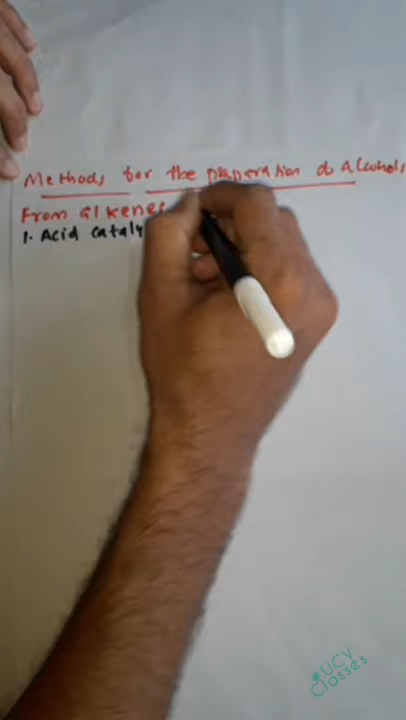 Methods for the preparation of alcohols
From alkenes
1. Acid cataly
#UCV
Classes